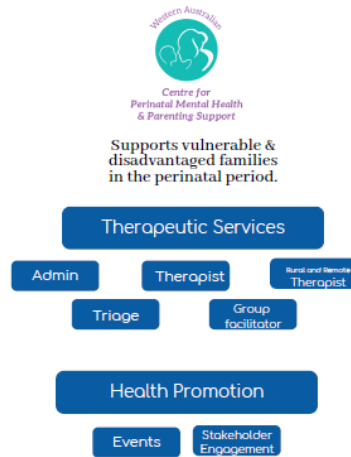 Western Australian
Centre for
Perinatal Mental Health
& Parenting Support
Supports vulnerable &
disadvantaged families
in the perinatal period.
Therapeutic Services
Admin
Therapist
Rural and Remote
Therapist
Triage
Group
facilitator
Health Promotion
Events
Stakeholder
Engagement